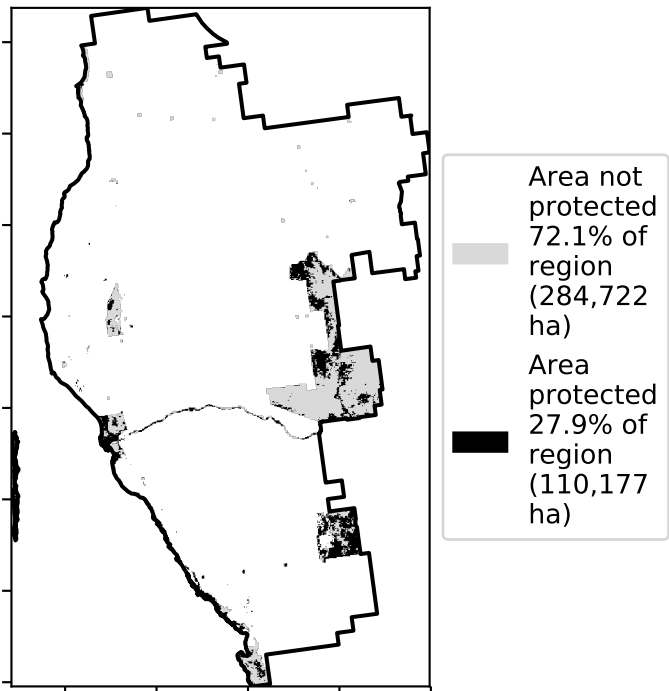 Area not
protected
72.1% of
region
(284,722
ha)
Area
protected
27.9% of
region
(110,177
ha)